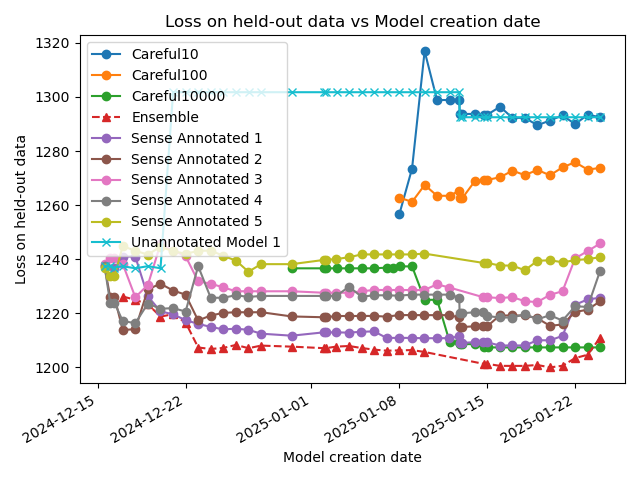 Loss on held-out data vs Model creation date
Loss on held-out data
1320
1300
1280
1260
1240
1220
1200
Careful10
Careful100
Careful10000
Ensemble
Sense Annotated 1
Sense Annotated 2
Sense Annotated 3
Sense Annotated 4
Sense Annotated 5
Unannotated Model 1
2024-12-15
2024-12-22
2025-01-01
2025-01-08
2025-01-15
2025-01-22
Model creation date